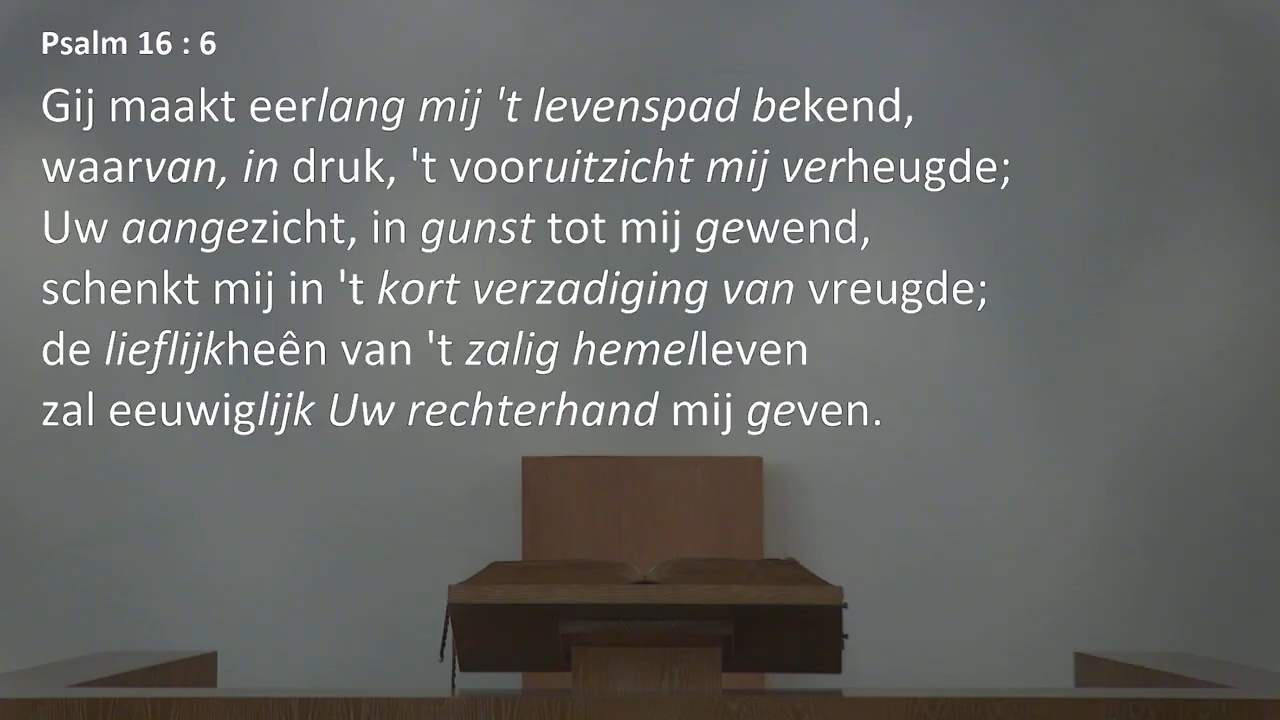 Psalm 16 : 6
Gij maakt eerlang mij 't levenspad bekend,
waarvan, in druk, 't vooruitzicht mij verheugde;
Uw aangezicht, in gunst tot mij gewend,
schenkt mij in 't kort verzadiging van vreugde;
de lieflijkheên van 't zalig hemelleven
zal eeuwiglijk Uw rechterhand mij geven.